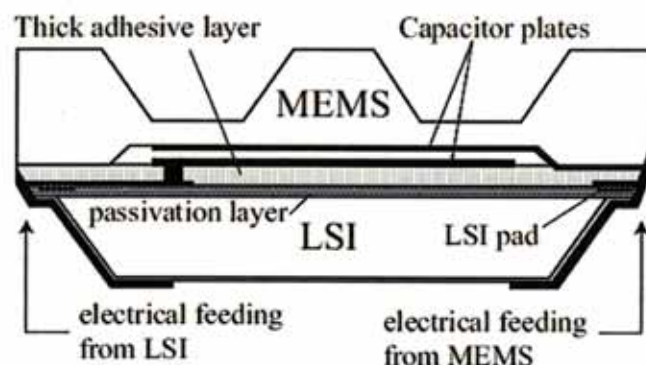 Thick adhesive layer
Capacitor plates
MEMS
passivation layer
LSI
LSI pad
electrical feeding
from LSI
electrical feeding
from MEMS